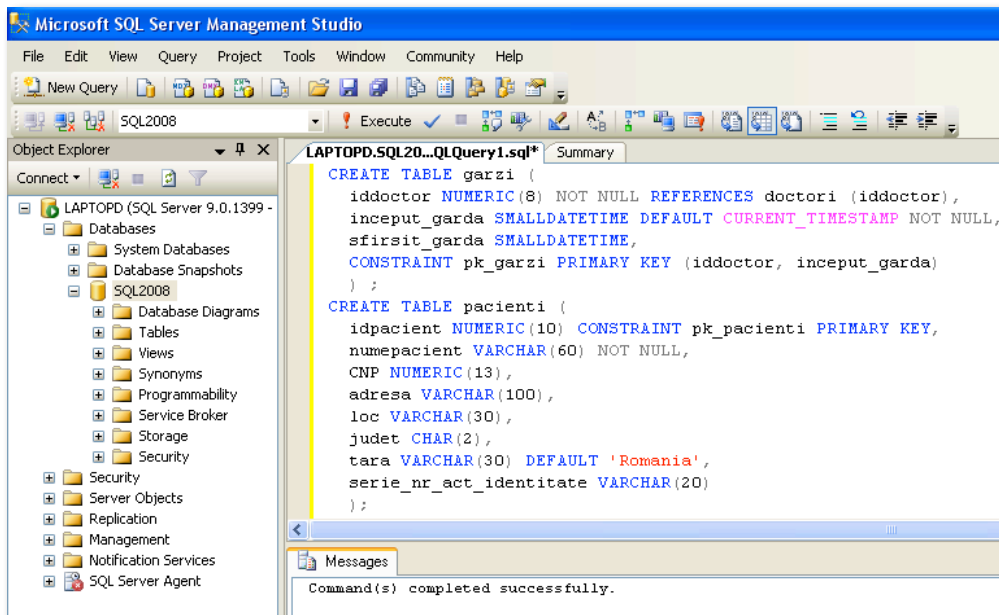 Microsoft SQL Server Management Studio
File Edit View Query Project Tools Window Community Help
New Query
SQL2008 Execute
Object Explorer
Connect
LAPTOPD (SQL Server 9.0.1399 -
Databases
System Databases
Database Snapshots
SQL2008
Database Diagrams
Tables
Views
Synonyms
Programmability
Service Broker
Storage
Security
Security
Server Objects
Replication
Management
Notification Services
SQL Server Agent
LAPTOPD.SQL20...QLQuery1.sql* Summary
CREATE TABLE garzi (
iddoctor NUMERIC(8) NOT NULL REFERENCES doctori (iddoctor),
inceput_garda SMALLDATETIME DEFAULT CURRENT_TIMESTAMP NOT NULL,
sfirsit_garda SMALLDATETIME,
CONSTRAINT pk_garzi PRIMARY KEY (iddoctor, inceput_garda)
) ;
CREATE TABLE pacienti (
idpacient NUMERIC(10) CONSTRAINT pk_pacienti PRIMARY KEY,
numepacient VARCHAR(60) NOT NULL,
CNP NUMERIC(13),
adresa VARCHAR(100),
loc VARCHAR(30),
judet CHAR(2),
tara VARCHAR(30) DEFAULT 'Romania',
serie_nr_act_identitate VARCHAR(20)
);
Messages
Command(s) completed successfully.